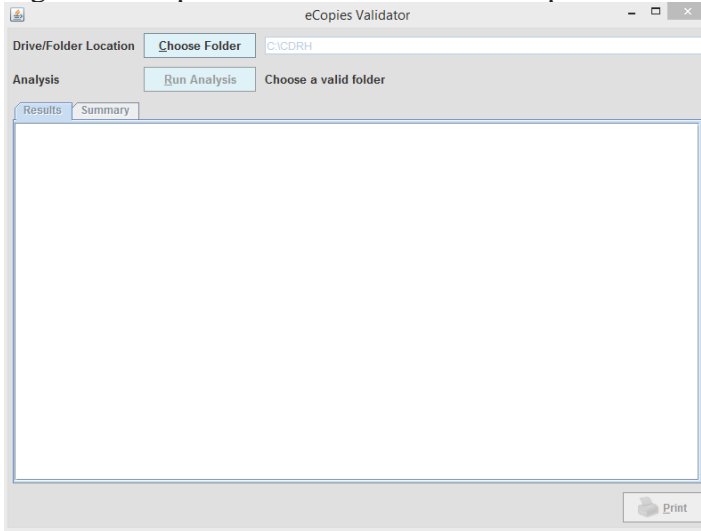 eCopies Validator
Drive/Folder Location Choose Folder C:\CDRH
Analysis Run Analysis Choose a valid folder
Results Summary
Print